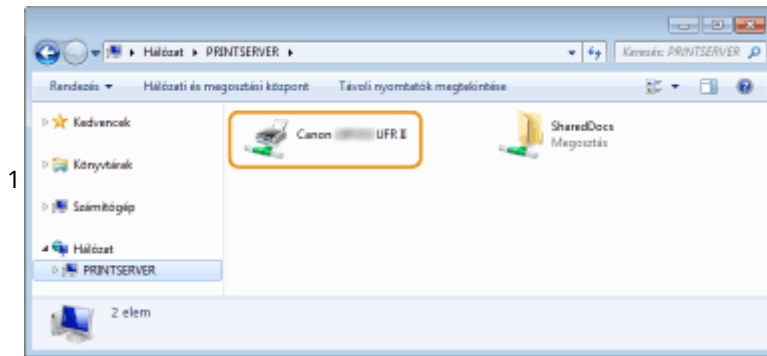 Hálózat ▸ PRINTSERVER ▸
Keresés: PRINTSERVER
Rendezés Hálózati és megosztási központ Távoli nyomtatók megtekintése
Kedvencek
Könyvtárak
Számítógép
Hálózat
PRINTSERVER
Canon UFR II
SharedDocs
Megosztás
1
2 elem